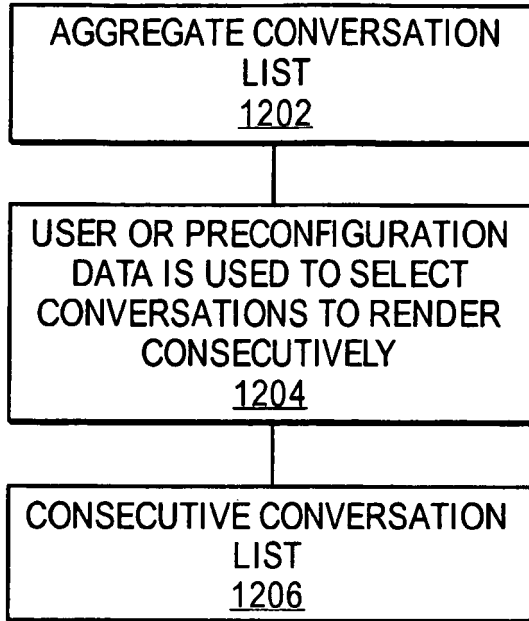 AGGREGATE CONVERSATION
LIST
1202
USER OR PRECONFIGURATION
DATA IS USED TO SELECT
CONVERSATIONS TO RENDER
CONSECUTIVELY
1204
CONSECUTIVE CONVERSATION
LIST
1206